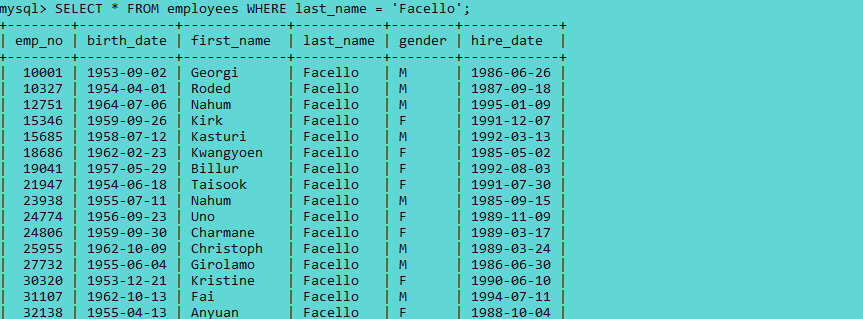 mysql> SELECT * FROM employees WHERE last_name = 'Facello';
+--------+------------+------------+-----------+--------+------------+
| emp_no | birth_date | first_name | last_name | gender | hire_date  |
+--------+------------+------------+-----------+--------+------------+
|  10001 | 1953-09-02 | Georgi     | Facello   | M      | 1986-06-26 |
|  10327 | 1954-04-01 | Roded      | Facello   | M      | 1987-09-18 |
|  12751 | 1964-07-06 | Nahum      | Facello   | M      | 1995-01-09 |
|  15346 | 1959-09-26 | Kirk       | Facello   | F      | 1991-12-07 |
|  15685 | 1958-07-12 | Kasturi    | Facello   | M      | 1992-03-13 |
|  18686 | 1962-02-23 | Kwangyoen  | Facello   | F      | 1985-05-02 |
|  19041 | 1957-05-29 | Billur     | Facello   | F      | 1992-08-03 |
|  21947 | 1954-06-18 | Taisook    | Facello   | F      | 1991-07-30 |
|  23938 | 1955-07-11 | Nahum      | Facello   | M      | 1985-09-15 |
|  24774 | 1956-09-23 | Uno        | Facello   | F      | 1989-11-09 |
|  24806 | 1959-09-30 | Charmane   | Facello   | F      | 1989-03-17 |
|  25955 | 1962-10-09 | Christoph  | Facello   | M      | 1989-03-24 |
|  27732 | 1955-06-04 | Girolamo   | Facello   | M      | 1986-06-30 |
|  30320 | 1953-12-21 | Kristine   | Facello   | F      | 1990-06-10 |
|  31107 | 1962-10-13 | Fai        | Facello   | M      | 1994-07-11 |
|  32138 | 1955-04-13 | Anyuan     | Facello   | F      | 1988-10-04 |